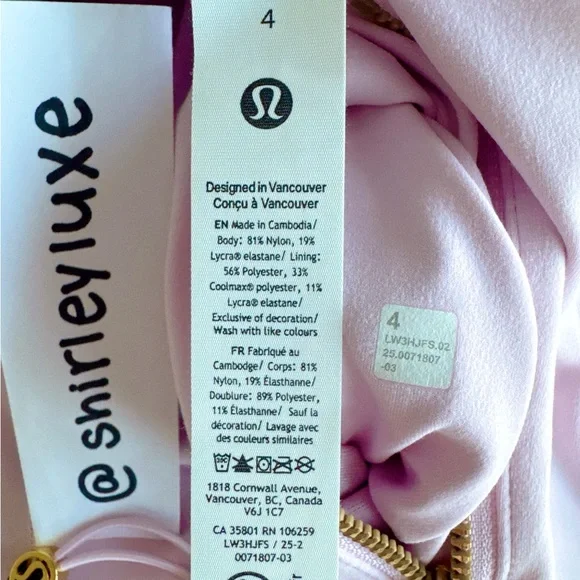 @shirleyluxe
4
Designed in Vancouver
Conçu à Vancouver
EN Made in Cambodia/
Body: 81% Nylon, 19%
Lycra® elastane/ Lining:
56% Polyester, 33%
Coolmax® polyester, 11%
Lycra® elastane/
Exclusive of decoration/
Wash with like colours
FR Fabriqué au
Cambodge/ Corps: 81%
Nylon, 19% Élasthanne/
Doublure: 89% Polyester,
11% Élasthanne/ Sauf la
décoration/ Lavage avec
des couleurs similaires
1818 Cornwall Avenue,
Vancouver, BC, Canada
V6J 1C7
CA 35801 RN 106259
LW3HJFS / 25-2
0071807-03
4
LW3HJFS.02
25.0071807
-03